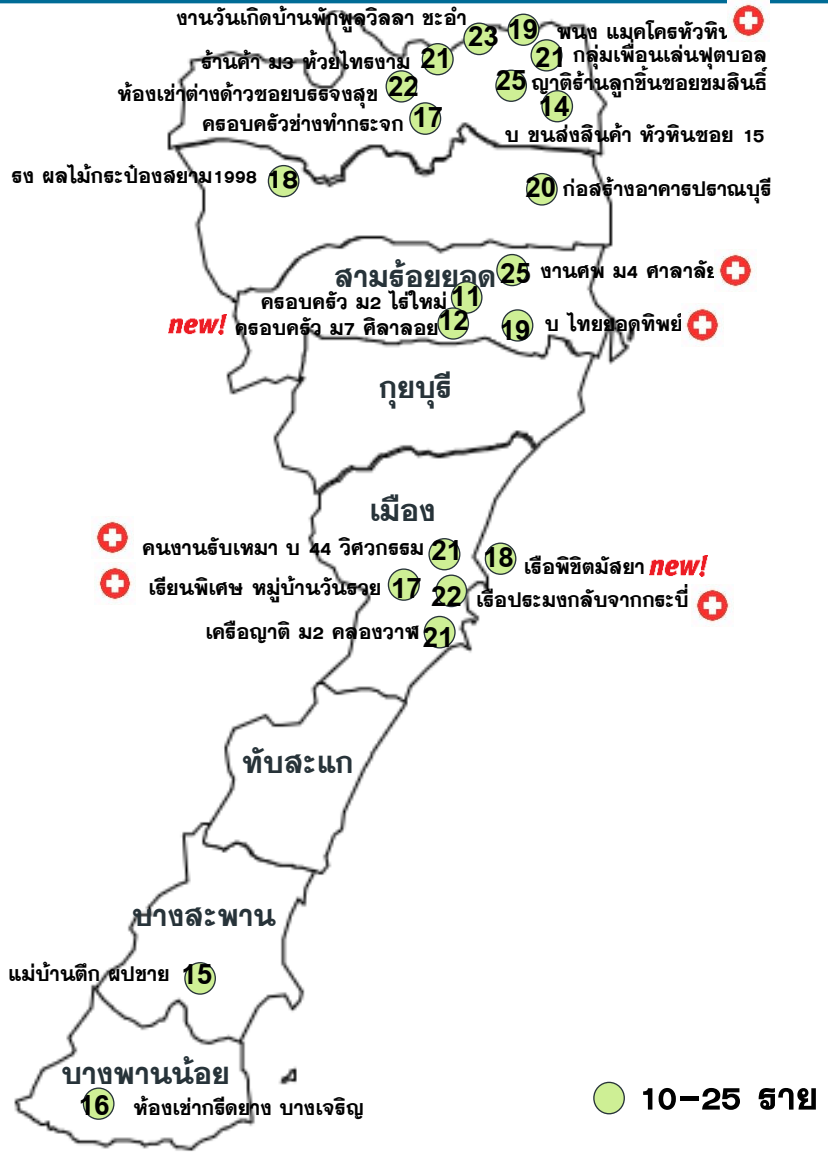 งานวันเกิดบ้านพักพูลวิลลา ชะอำ 23
19 พนง แมคโครหัวหิน
ร้านค้า ม3 ห้วยไทรงาม 21
21 กลุ่มเพื่อนเล่นฟุตบอล
ห้องเช่าต่างด้าวซอยบรรจงสุข 22
25 ญาติร้านลูกชิ้นซอยชมสินธิ์
ครอบครัวช่างทำกระจก 17
14
บ ขนส่งสินค้า หัวหินซอย 15
รง ผลไม้กระป๋องสยาม1998 18
20 ก่อสร้างอาคารปราณบุรี
สามร้อยยอด
25 งานศพ ม4 ศาลาลัย
ครอบครัว ม2 ไร่ใหม่ 11
new! ครอบครัว ม7 ศิลาลอย 12
19 บ ไทยยอดทิพย์
กุยบุรี
เมือง
คนงานรับเหมา บ 44 วิศวกรรม 21
18 เรือพิชิตมัสยา new!
เรียนพิเศษ หมู่บ้านวันรวย 17
22 เรือประมงกลับจากกระบี่
เครือญาติ ม2 คลองวาฬ 21
ทับสะแก
บางสะพาน
แม่บ้านตึก ผปชาย 15
บางพานน้อย
16 ห้องเช่ากรีดยาง บางเจริญ
10-25 ราย